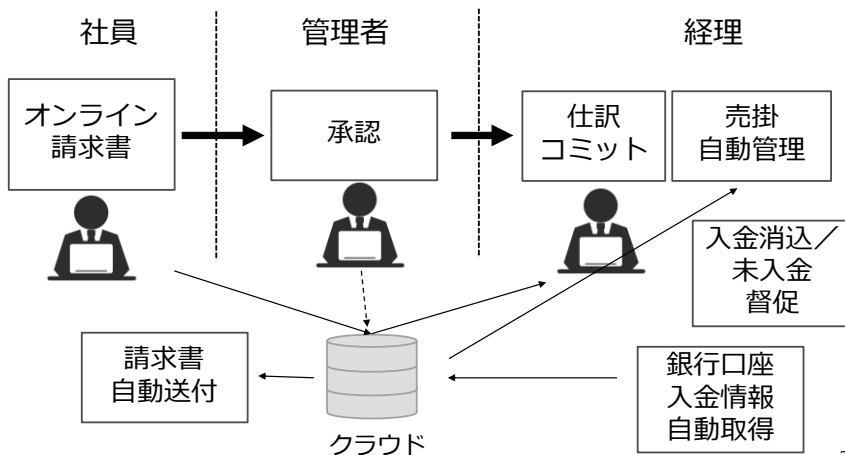 社員
管理者
経理
オンライン
請求書
承認
仕訳
コミット
売掛
自動管理
入金消込／
未入金
督促
請求書
自動送付
銀行口座
入金情報
自動取得
クラウド